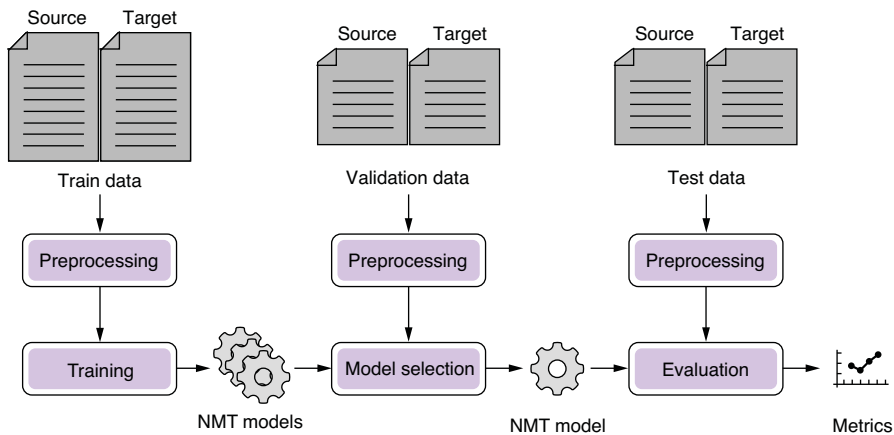 Source Target
Source Target
Source Target
Train data
Validation data
Test data
Preprocessing
Preprocessing
Preprocessing
Training
Model selection
Evaluation
NMT models
NMT model
Metrics